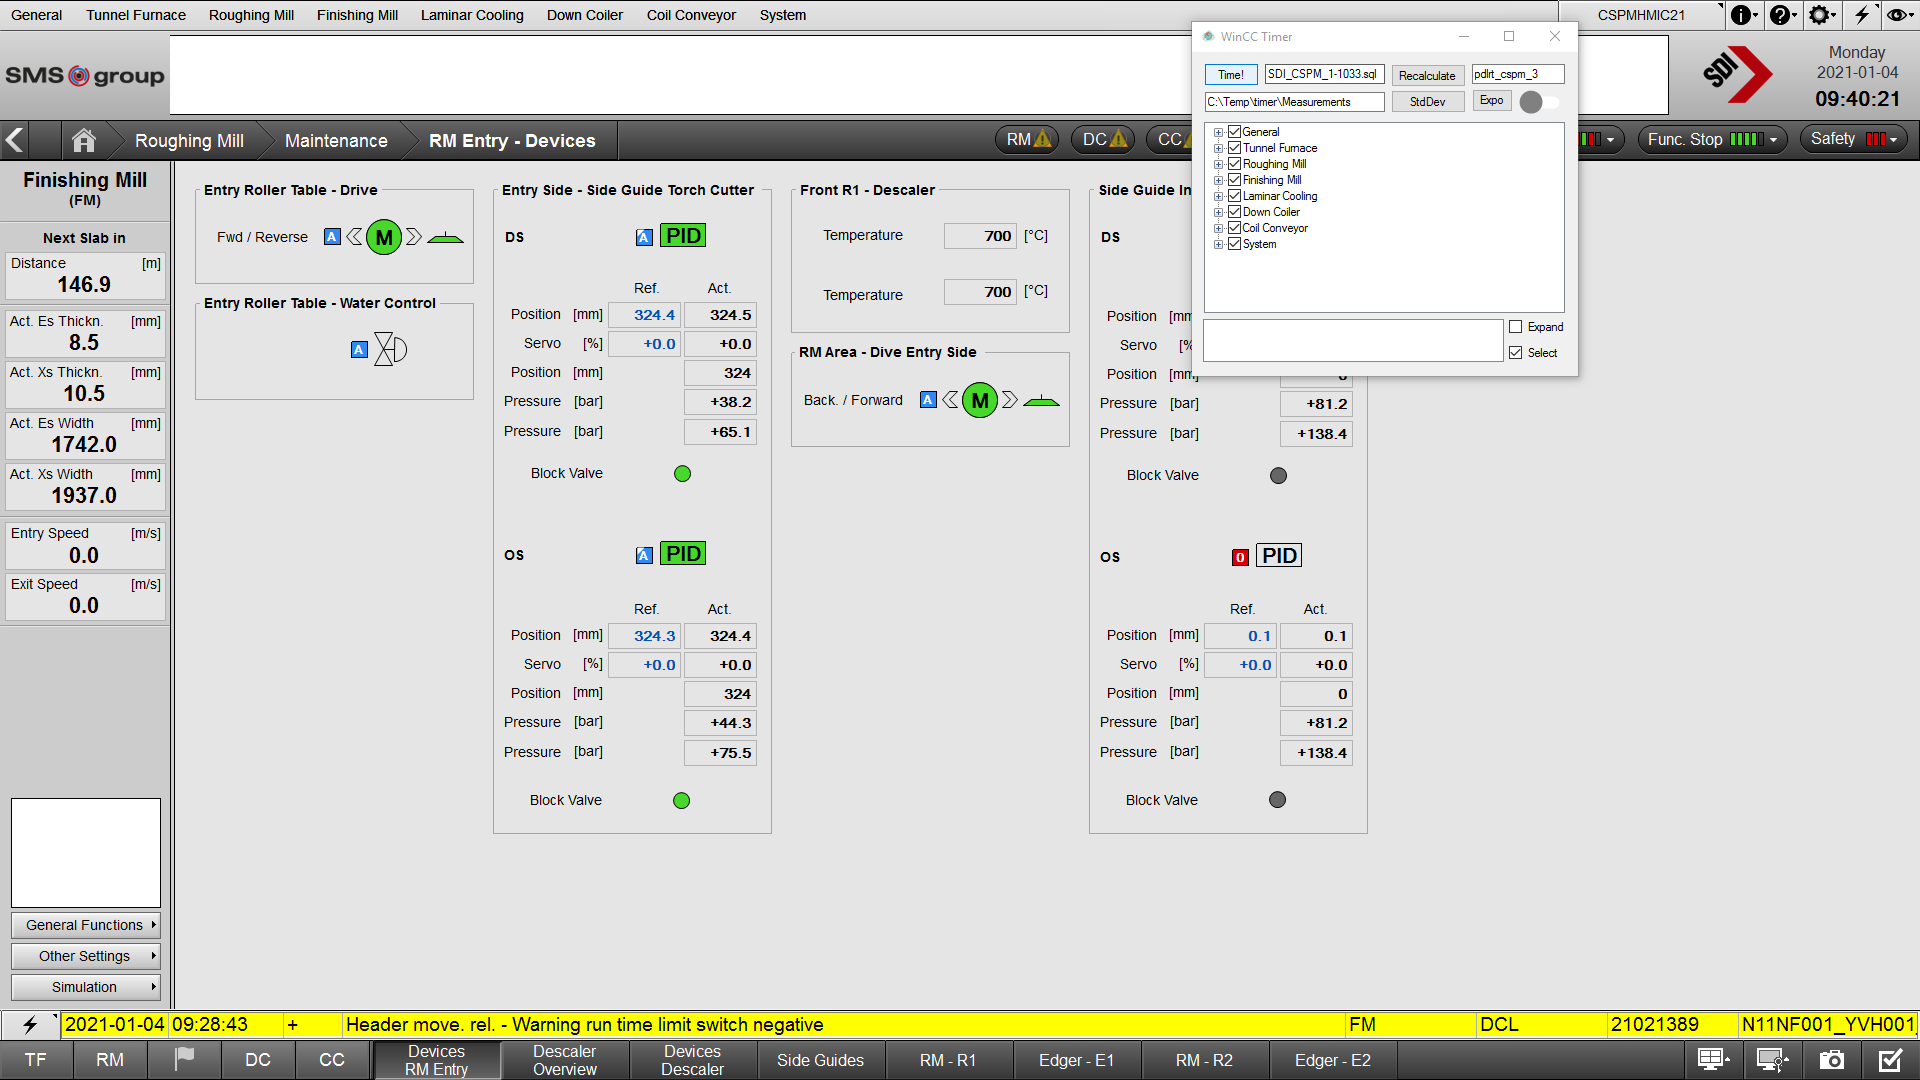 General Tunnel Furnace Roughing Mill Finishing Mill Laminar Cooling Down Coiler Coil Conveyor System CSPMHMIC21
SMS group
SDI
Monday
2021-01-04
09:40:21
WinCC Timer
Time! SDI_CSPM_1-1033.sql Recalculate pdlrt_cspm_3
C:\Temp\timer\Measurements StdDev Expo
General
Tunnel Furnace
Roughing Mill
Finishing Mill
Laminar Cooling
Down Coiler
Coil Conveyor
System
Expand
Select
Roughing Mill Maintenance RM Entry - Devices RM DC CC Func. Stop Safety
Finishing Mill
(FM)
Next Slab in
Distance [m]
146.9
Act. Es Thickn. [mm]
8.5
Act. Xs Thickn. [mm]
10.5
Act. Es Width [mm]
1742.0
Act. Xs Width [mm]
1937.0
Entry Speed [m/s]
0.0
Exit Speed [m/s]
0.0
General Functions
Other Settings
Simulation
Entry Roller Table - Drive
Fwd / Reverse A M
Entry Roller Table - Water Control
A
Entry Side - Side Guide Torch Cutter
DS A PID
Ref. Act.
Position [mm] 324.4 324.5
Servo [%] +0.0 +0.0
Position [mm] 324
Pressure [bar] +38.2
Pressure [bar] +65.1
Block Valve
OS A PID
Ref. Act.
Position [mm] 324.3 324.4
Servo [%] +0.0 +0.0
Position [mm] 324
Pressure [bar] +44.3
Pressure [bar] +75.5
Block Valve
Front R1 - Descaler
Temperature 700 [°C]
Temperature 700 [°C]
RM Area - Dive Entry Side
Back. / Forward A M
Side Guide In
DS
Position [mm
Servo [%
Position [mm]
Pressure [bar] +81.2
Pressure [bar] +138.4
Block Valve
OS 0 PID
Ref. Act.
Position [mm] 0.1 0.1
Servo [%] +0.0 +0.0
Position [mm] 0
Pressure [bar] +81.2
Pressure [bar] +138.4
Block Valve
2021-01-04 09:28:43 + Header move. rel. - Warning run time limit switch negative FM DCL 21021389 N11NF001_YVH001
TF RM DC CC Devices RM Entry Descaler Overview Devices Descaler Side Guides RM - R1 Edger - E1 RM - R2 Edger - E2